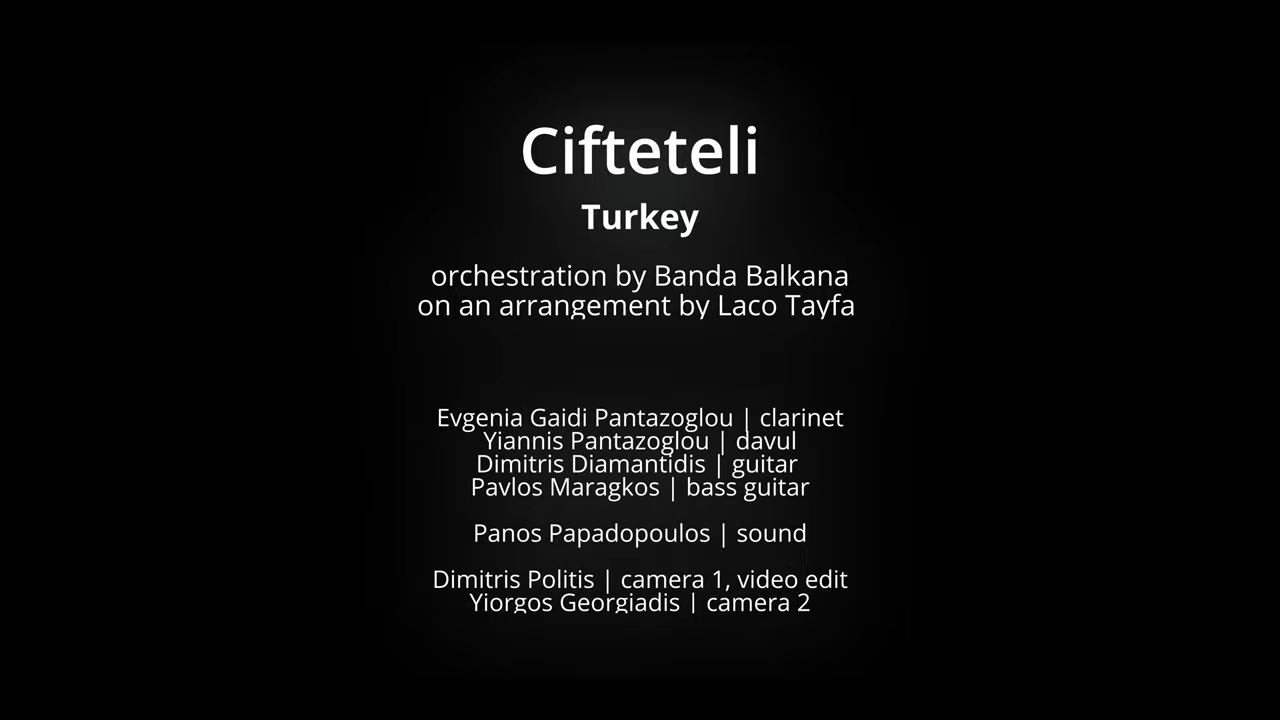 Cifteteli
Turkey
orchestration by Banda Balkana
on an arrangement by Laco Tayfa
Evgenia Gaidi Pantazoglou | clarinet
Yiannis Pantazoglou | davul
Dimitris Diamantidis | guitar
Pavlos Maragkos | bass guitar
Panos Papadopoulos | sound
Dimitris Politis | camera 1, video edit
Yiorgos Georgiadis | camera 2